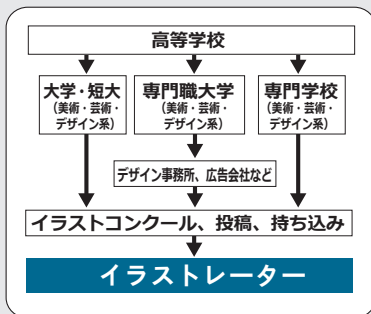 高等学校
大学・短大
(美術・芸術・
デザイン系)
専門職大学
(美術・芸術・
デザイン系)
専門学校
(美術・芸術・
デザイン系)
デザイン事務所、広告会社など
イラストコンクール、投稿、持ち込み
イラストレーター